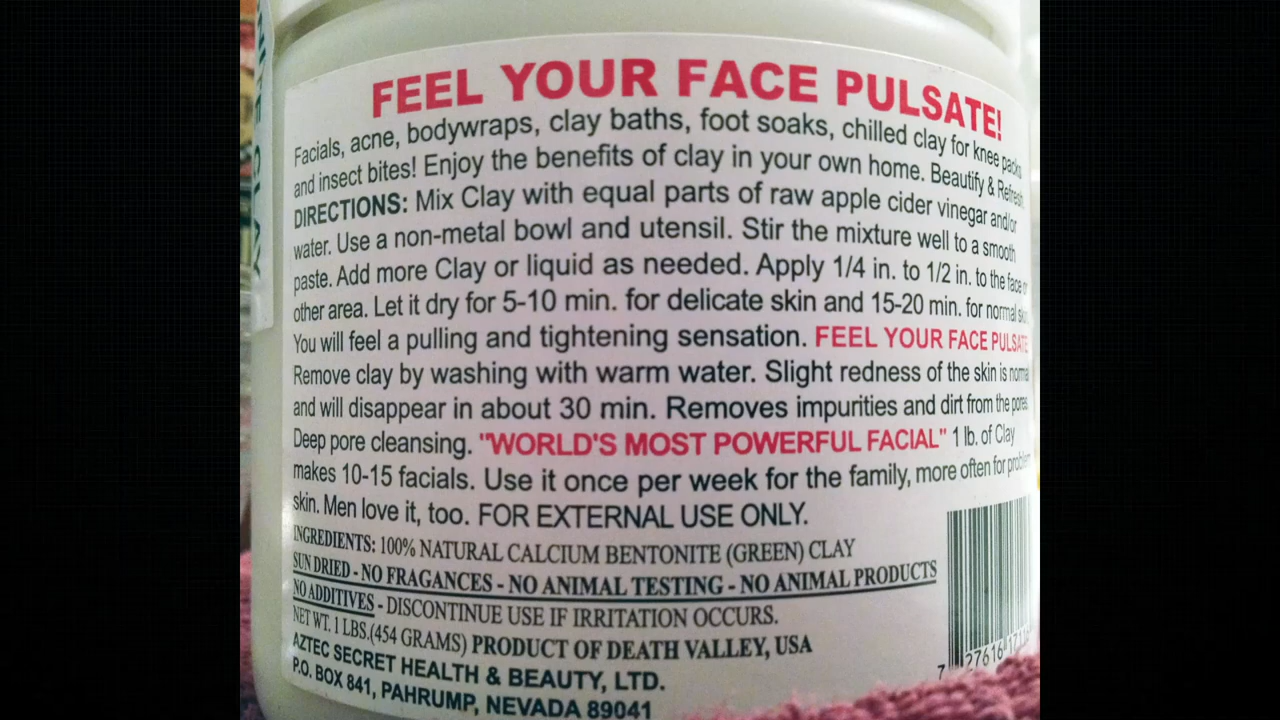 FEEL YOUR FACE PULSATE!
Facials, acne, bodywraps, clay baths, foot soaks, chilled clay for knee packs
and insect bites! Enjoy the benefits of clay in your own home. Beautify & Refresh.
DIRECTIONS: Mix Clay with equal parts of raw apple cider vinegar and/or
water. Use a non-metal bowl and utensil. Stir the mixture well to a smooth
paste. Add more Clay or liquid as needed. Apply 1/4 in. to 1/2 in. to the face or
other area. Let it dry for 5-10 min. for delicate skin and 15-20 min. for normal
You will feel a pulling and tightening sensation. FEEL YOUR FACE PULSATE
Remove clay by washing with warm water. Slight redness of the skin is normal
and will disappear in about 30 min. Removes impurities and dirt from the pores.
Deep pore cleansing. "WORLD'S MOST POWERFUL FACIAL" 1 lb. of Clay
makes 10-15 facials. Use it once per week for the family, more often for problem
skin. Men love it, too. FOR EXTERNAL USE ONLY.
INGREDIENTS: 100% NATURAL CALCIUM BENTONITE (GREEN) CLAY
SUN DRIED - NO FRAGANCES - NO ANIMAL TESTING - NO ANIMAL PRODUCTS
NO ADDITIVES - DISCONTINUE USE IF IRRITATION OCCURS.
NET WT. 1 LBS.(454 GRAMS) PRODUCT OF DEATH VALLEY, USA
AZTEC SECRET HEALTH & BEAUTY, LTD.
P.O. BOX 841, PAHRUMP, NEVADA 89041
7 27616
CLAY